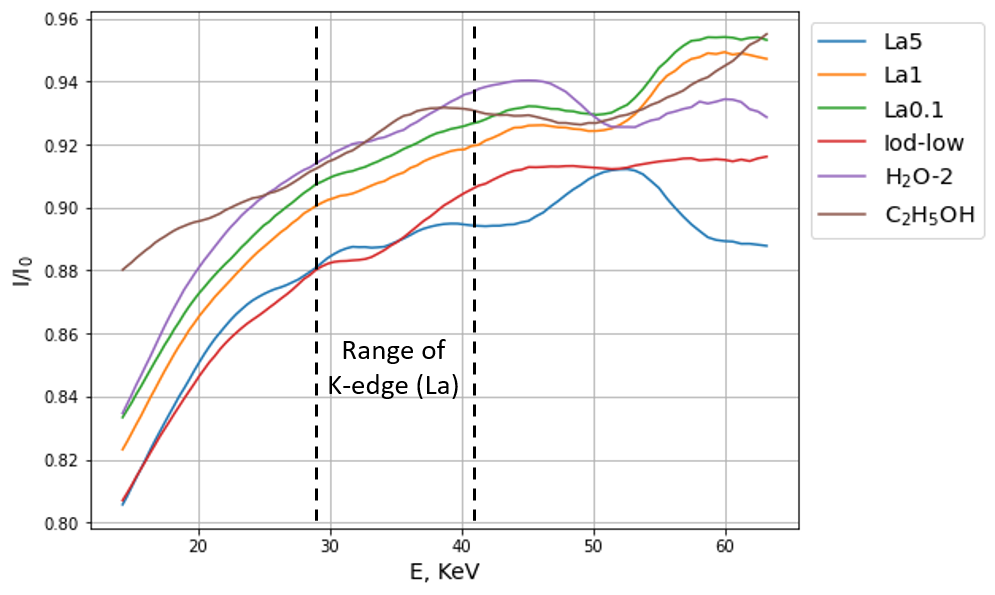 0.96
0.94
0.92
0.90
0.88
0.86
0.84
0.82
0.80
I/I₀
20
30
40
50
60
E, KeV
Range of
K-edge (La)
La5
La1
La0.1
Iod-low
H₂O-2
C₂H₅OH